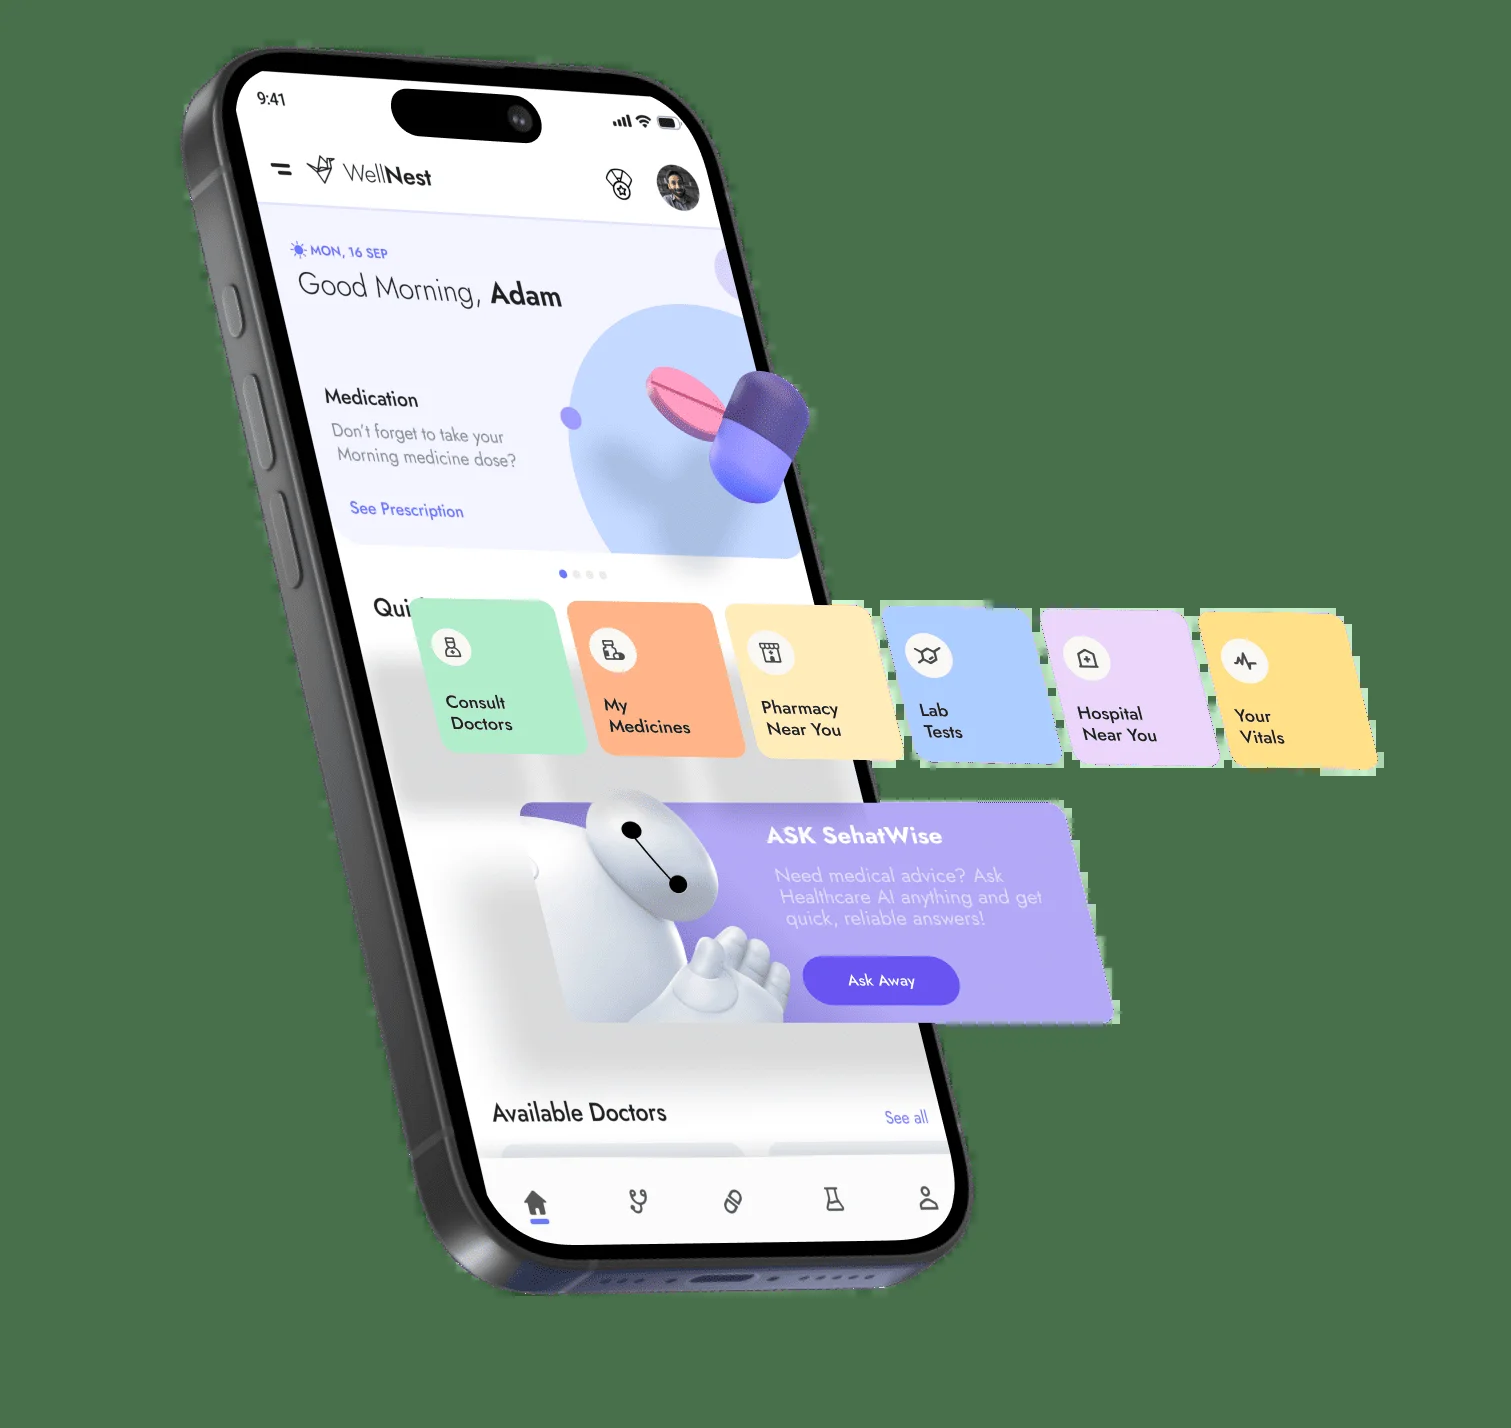 9:41
WellNest
MON, 16 SEP
Good Morning, Adam
Medication
Don't forget to take your
Morning medicine dose?
See Prescription
Consult
Doctors
My
Medicines
Pharmacy
Near You
Lab
Tests
Hospital
Near You
Your
Vitals
ASK SehatWise
Need medical advice? Ask
Healthcare AI anything and get
quick, reliable answers!
Ask Away
Available Doctors
See all